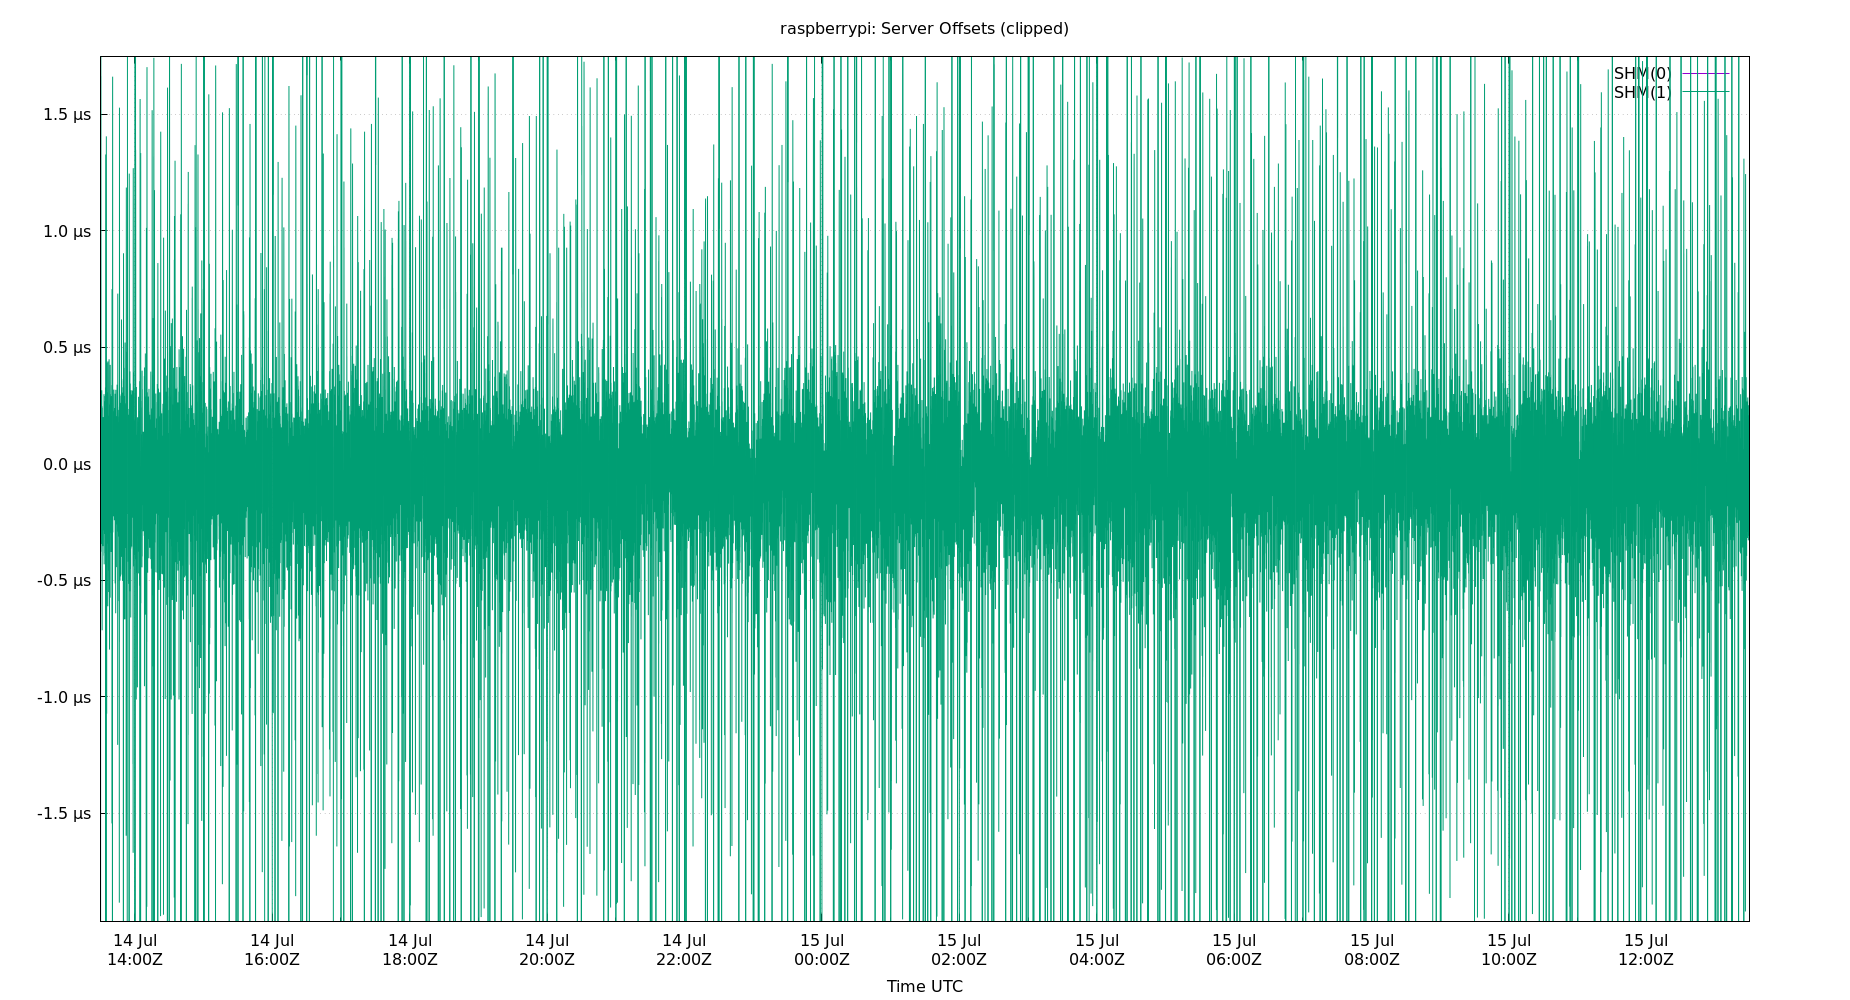 raspberrypi: Server Offsets (clipped)
SHM(0)
SHM(1)
1.5 μs
1.0 μs
0.5 μs
0.0 μs
-0.5 μs
-1.0 μs
-1.5 μs
14 Jul 14 Jul 14 Jul 14 Jul 14 Jul 15 Jul 15 Jul 15 Jul 15 Jul 15 Jul 15 Jul 15 Jul
14:00Z 16:00Z 18:00Z 20:00Z 22:00Z 00:00Z 02:00Z 04:00Z 06:00Z 08:00Z 10:00Z 12:00Z
Time UTC